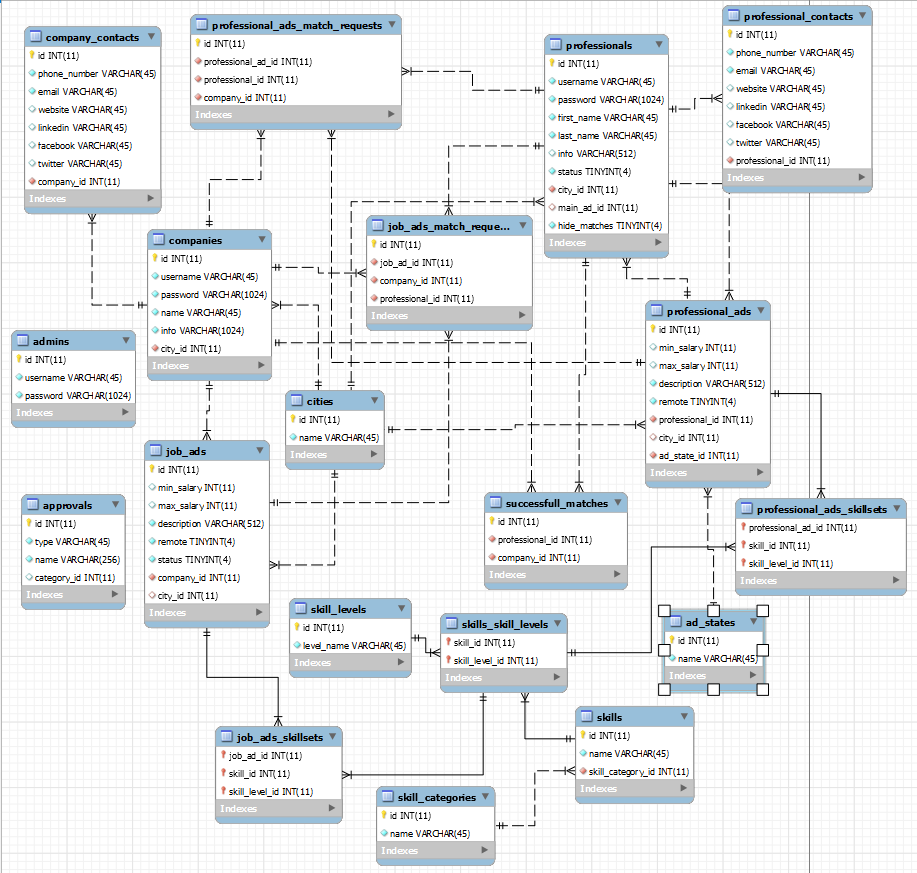 company_contacts
id INT(11)
phone_number VARCHAR(45)
email VARCHAR(45)
website VARCHAR(45)
linkedin VARCHAR(45)
facebook VARCHAR(45)
twitter VARCHAR(45)
company_id INT(11)
Indexes
professional_ads_match_requests
id INT(11)
professional_ad_id INT(11)
professional_id INT(11)
company_id INT(11)
Indexes
professionals
id INT(11)
username VARCHAR(45)
password VARCHAR(1024)
first_name VARCHAR(45)
last_name VARCHAR(45)
info VARCHAR(512)
status TINYINT(4)
city_id INT(11)
main_ad_id INT(11)
hide_matches TINYINT(4)
Indexes
professional_contacts
id INT(11)
phone_number VARCHAR(45)
email VARCHAR(45)
website VARCHAR(45)
linkedin VARCHAR(45)
facebook VARCHAR(45)
twitter VARCHAR(45)
professional_id INT(11)
Indexes
companies
id INT(11)
username VARCHAR(45)
password VARCHAR(1024)
name VARCHAR(45)
info VARCHAR(1024)
city_id INT(11)
Indexes
job_ads_match_reque...
id INT(11)
job_ad_id INT(11)
company_id INT(11)
professional_id INT(11)
Indexes
professional_ads
id INT(11)
min_salary INT(11)
max_salary INT(11)
description VARCHAR(512)
remote TINYINT(4)
professional_id INT(11)
city_id INT(11)
ad_state_id INT(11)
Indexes
admins
id INT(11)
username VARCHAR(45)
password VARCHAR(1024)
Indexes
cities
id INT(11)
name VARCHAR(45)
Indexes
job_ads
id INT(11)
min_salary INT(11)
max_salary INT(11)
description VARCHAR(512)
remote TINYINT(4)
status TINYINT(4)
company_id INT(11)
city_id INT(11)
Indexes
approvals
id INT(11)
type VARCHAR(45)
name VARCHAR(256)
category_id INT(11)
Indexes
successfull_matches
id INT(11)
professional_id INT(11)
company_id INT(11)
Indexes
professional_ads_skillsets
professional_ad_id INT(11)
skill_id INT(11)
skill_level_id INT(11)
Indexes
skill_levels
id INT(11)
level_name VARCHAR(45)
Indexes
skills_skill_levels
skill_id INT(11)
skill_level_id INT(11)
Indexes
ad_states
id INT(11)
name VARCHAR(45)
Indexes
job_ads_skillsets
job_ad_id INT(11)
skill_id INT(11)
skill_level_id INT(11)
Indexes
skills
id INT(11)
name VARCHAR(45)
skill_category_id INT(11)
Indexes
skill_categories
id INT(11)
name VARCHAR(45)
Indexes